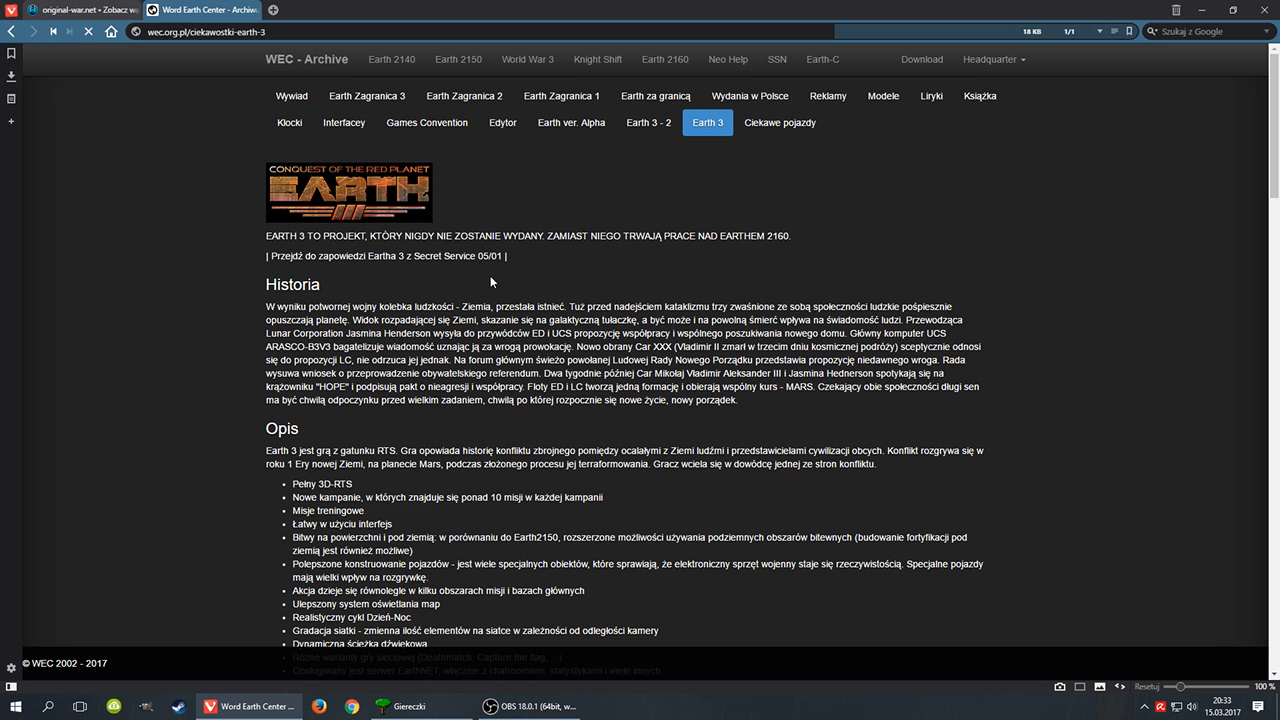 original-war.net • Zobacz w
Word Earth Center - Archiw
wec.org.pl/ciekawostki-earth-3
18 KB
1/1
Szukaj z Google
WEC - Archive
Earth 2140
Earth 2150
World War 3
Knight Shift
Earth 2160
Neo Help
SSN
Earth-C
Download
Headquarter
Wywiad
Earth Zagranica 3
Earth Zagranica 2
Earth Zagranica 1
Earth za granicą
Wydania w Polsce
Reklamy
Modele
Liryki
Książka
Klocki
Interfacey
Games Convention
Edytor
Earth ver. Alpha
Earth 3 - 2
Earth 3
Ciekawe pojazdy
CONQUEST OF THE RED PLANET
EARTH
EARTH 3 TO PROJEKT, KTÓRY NIGDY NIE ZOSTANIE WYDANY. ZAMIAST NIEGO TRWAJĄ PRACE NAD EARTHEM 2160.
| Przejdź do zapowiedzi Eartha 3 z Secret Service 05/01 |
Historia
W wyniku potwornej wojny kolebka ludzkości - Ziemia, przestała istnieć. Tuż przed nadejściem kataklizmu trzy zwaśnione ze sobą społeczności ludzkie pośpiesznie
opuszczają planetę. Widok rozpadającej się Ziemi, skazanie się na galaktyczną tułaczkę, a być może i na powolną śmierć wpływa na świadomość ludzi. Przewodząca
Lunar Corporation Jasmina Henderson wysyła do przywódców ED i UCS propozycję współpracy i wspólnego poszukiwania nowego domu. Główny komputer UCS
ARASCO-B3V3 bagatelizuje wiadomość uznając ją za wrogą prowokację. Nowo obrany Car XXX (Vladimir II zmarł w trzecim dniu kosmicznej podróży) sceptycznie odnosi
się do propozycji LC, nie odrzuca jej jednak. Na forum głównym świeżo powołanej Ludowej Rady Nowego Porządku przedstawia propozycję niedawnego wroga. Rada
wysuwa wniosek o przeprowadzenie obywatelskiego referendum. Dwa tygodnie później Car Mikołaj Vladimir Aleksander III i Jasmina Hednerson spotykają się na
krążowniku "HOPE" i podpisują pakt o nieagresji i współpracy. Floty ED i LC tworzą jedną formację i obierają wspólny kurs - MARS. Czekający obie społeczności długi sen
ma być chwilą odpoczynku przed wielkim zadaniem, chwilą po której rozpocznie się nowe życie, nowy porządek.
Opis
Earth 3 jest grą z gatunku RTS. Gra opowiada historię konfliktu zbrojnego pomiędzy ocalałymi z Ziemi ludźmi i przedstawicielami cywilizacji obcych. Konflikt rozgrywa się w
roku 1 Ery nowej Ziemi, na planecie Mars, podczas złożonego procesu jej terraformowania. Gracz wciela się w dowódcę jednej ze stron konfliktu.
• Pełny 3D-RTS
• Nowe kampanie, w których znajduje się ponad 10 misji w każdej kampanii
• Misje treningowe
• Łatwy w użyciu interfejs
• Bitwy na powierzchni i pod ziemią: w porównaniu do Earth2150, rozszerzone możliwości używania podziemnych obszarów bitewnych (budowanie fortyfikacji pod
ziemią jest również możliwe)
• Polepszone konstruowanie pojazdów - jest wiele specjalnych obiektów, które sprawiają, że elektroniczny sprzęt wojenny staje się rzeczywistością. Specjalne pojazdy
mają wielki wpływ na rozgrywkę.
• Akcja dzieje się równolegle w kilku obszarach misji i bazach głównych
• Ulepszony system oświetlania map
• Realistyczny cykl Dzień-Noc
• Gradacja siatki - zmienna ilość elementów na siatce w zależności od odległości kamery
• Dynamiczna ścieżka dźwiękowa
• Różne warianty gry sieciowej (Deathmatch, Capture the flag, ...)
• Obsługiwany jest serwer EarthNET, włącznie z chatroomami, statystykami i wiele innych
© WEC 2002 - 2017
Resetuj
100 %
Word Earth Center ...
Giereczki
OBS 18.0.1 (64bit, w...
20:33
15.03.2017